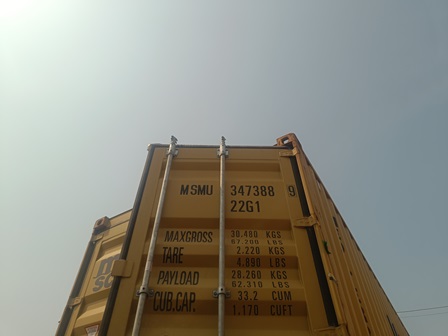 MSMU 347388 9
22G1
MAXGROSS 30.480 KGS
67.200 LBS
TARE 2.220 KGS
4.890 LBS
PAYLOAD 28.260 KGS
62.310 LBS
CUB.CAP. 33,2 CUM
1.170 CUFT